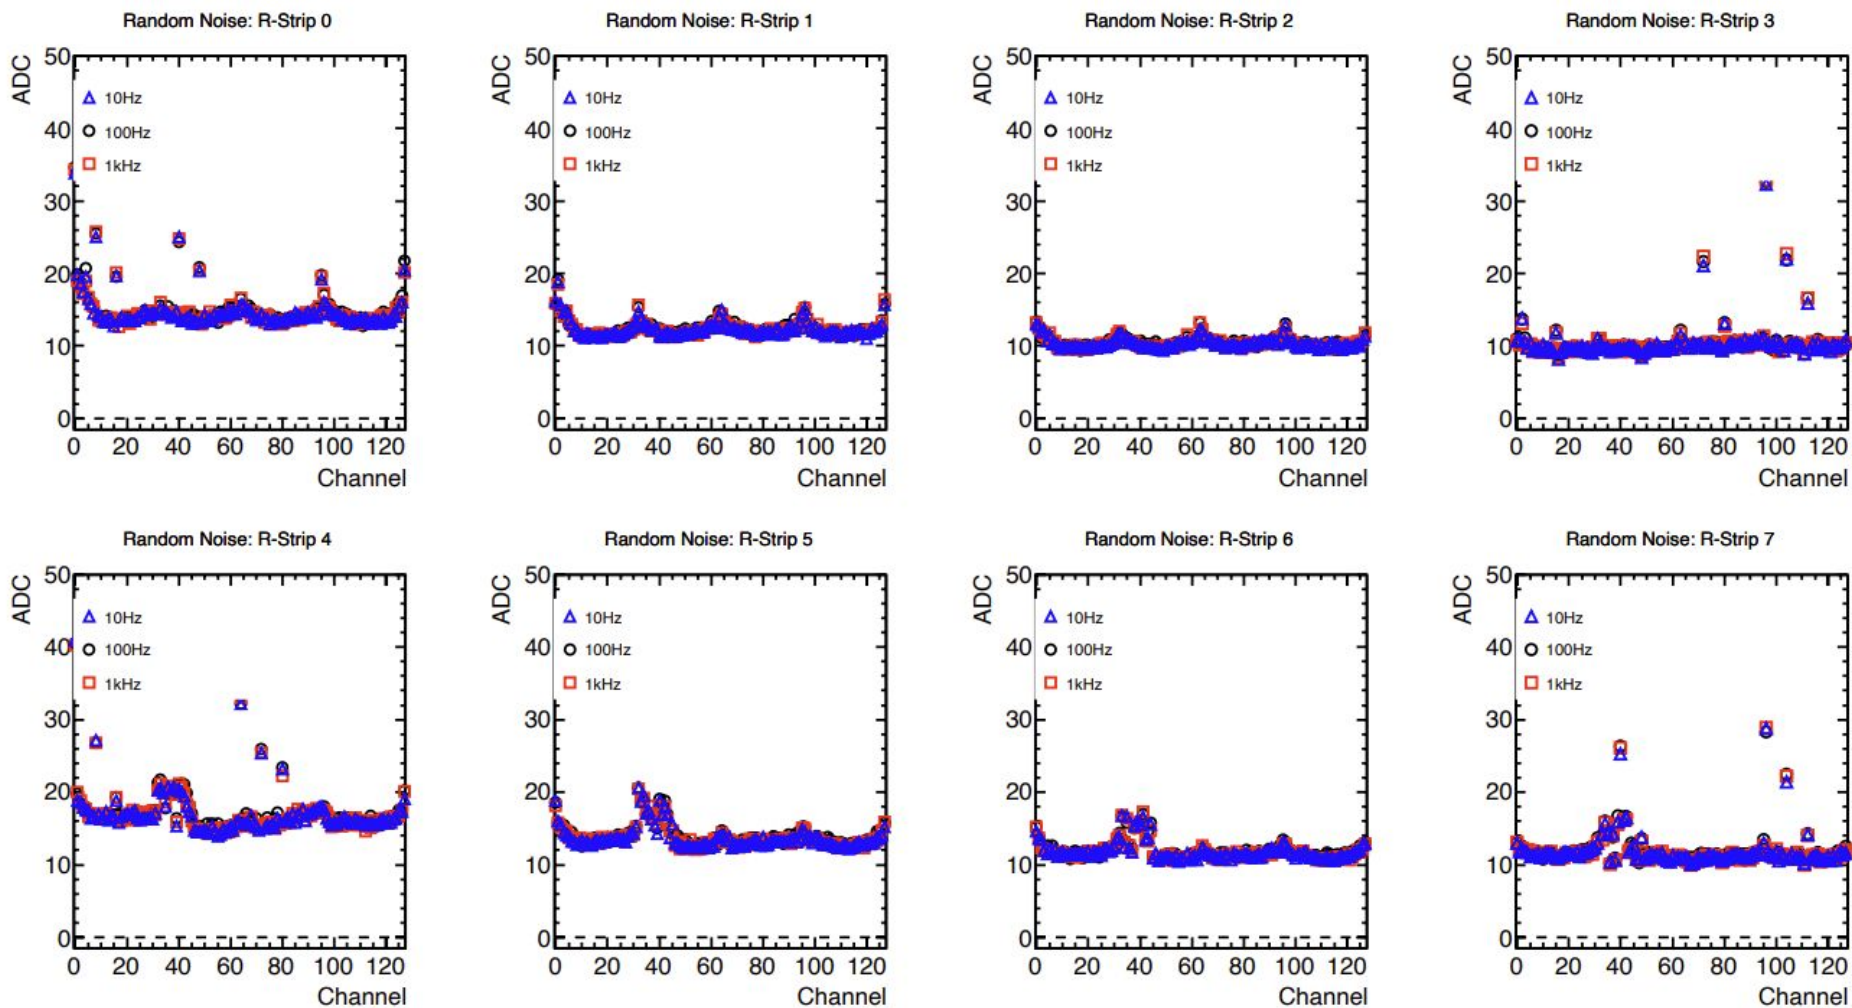 Random Noise: R-Strip 0
ADC
50
40
30
20
10
0
10Hz
100Hz
1kHz
0 20 40 60 80 100 120
Channel
Random Noise: R-Strip 1
ADC
50
40
30
20
10
0
10Hz
100Hz
1kHz
0 20 40 60 80 100 120
Channel
Random Noise: R-Strip 2
ADC
50
40
30
20
10
0
10Hz
100Hz
1kHz
0 20 40 60 80 100 120
Channel
Random Noise: R-Strip 3
ADC
50
40
30
20
10
0
10Hz
100Hz
1kHz
0 20 40 60 80 100 120
Channel
Random Noise: R-Strip 4
ADC
50
40
30
20
10
0
10Hz
100Hz
1kHz
0 20 40 60 80 100 120
Channel
Random Noise: R-Strip 5
ADC
50
40
30
20
10
0
10Hz
100Hz
1kHz
0 20 40 60 80 100 120
Channel
Random Noise: R-Strip 6
ADC
50
40
30
20
10
0
10Hz
100Hz
1kHz
0 20 40 60 80 100 120
Channel
Random Noise: R-Strip 7
ADC
50
40
30
20
10
0
10Hz
100Hz
1kHz
0 20 40 60 80 100 120
Channel